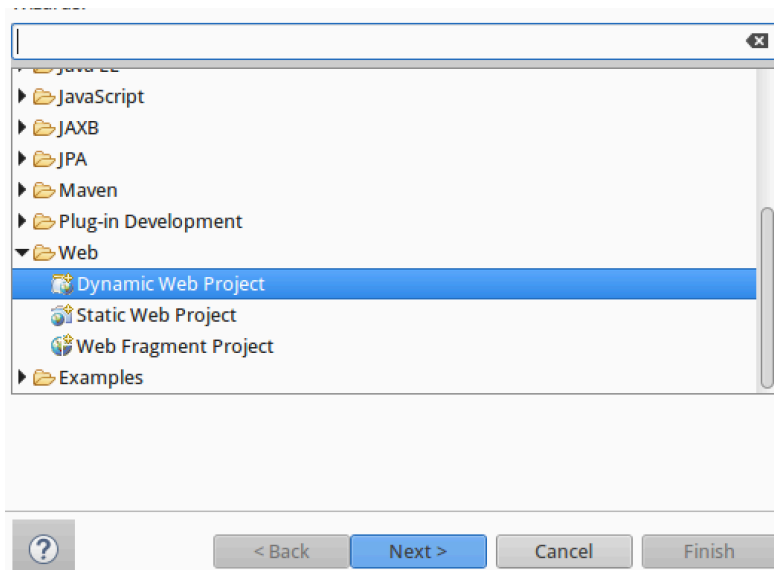 JavaScript
JAXB
JPA
Maven
Plug-in Development
Web
Dynamic Web Project
Static Web Project
Web Fragment Project
Examples
?
< Back
Next >
Cancel
Finish